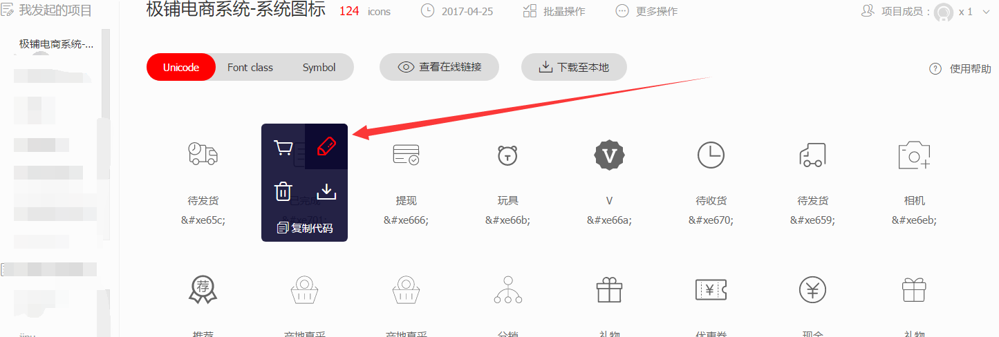 我发起的项目
极铺电商系统-系统图标 124 icons 2017-04-25 批量操作 更多操作 项目成员： x 1
极铺电商系统-...
Unicode Font class Symbol 查看在线链接 下载至本地 使用帮助
待发货 已完成 提现 玩具 V 待收货 待发货 相机
&#xe65c; &#xe701; &#xe666; &#xe66b; &#xe66a; &#xe670; &#xe659; &#xe6eb;
复制代码
荐
推荐 产地直采 产地直采 分销 礼物 优惠券 现金 礼物